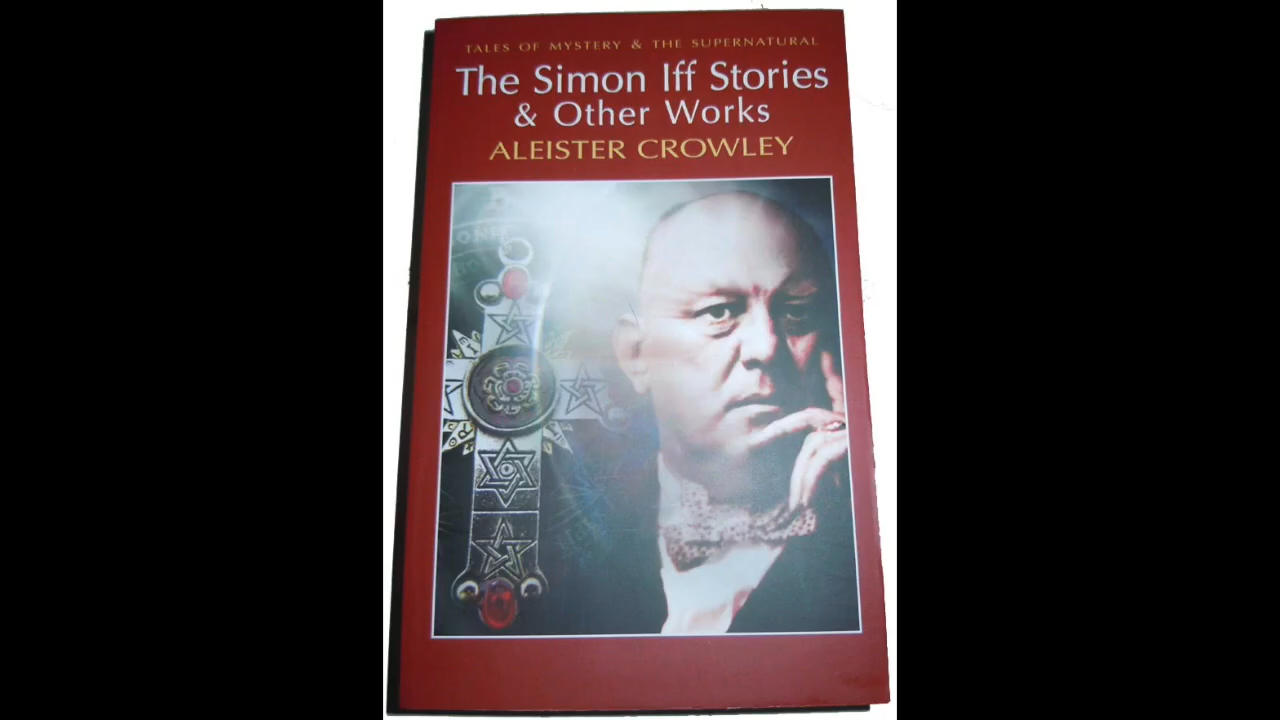 TALES OF MYSTERY & THE SUPERNATURAL
The Simon Iff Stories
& Other Works
ALEISTER CROWLEY